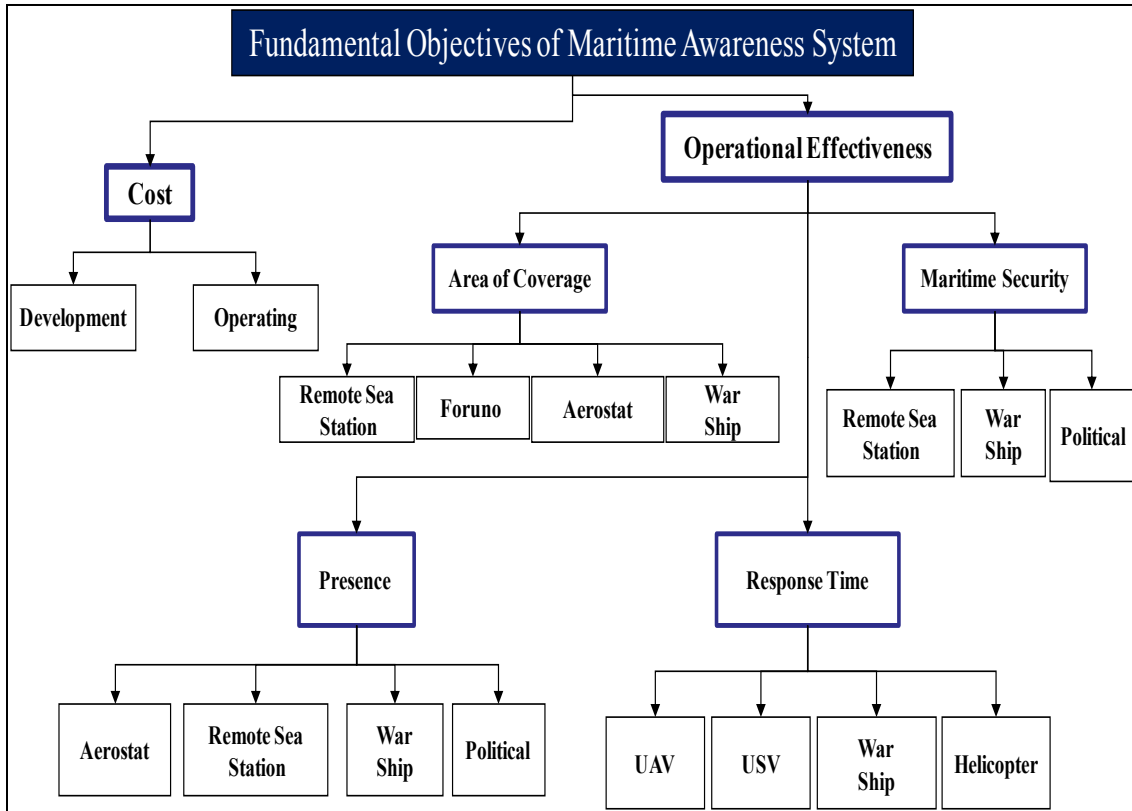 Fundamental Objectives of Maritime Awareness System
Operational Effectiveness
Cost
Development
Operating
Area of Coverage
Maritime Security
Remote Sea
Station
Foruno
Aerostat
War
Ship
Remote Sea
Station
War
Ship
Political
Presence
Response Time
Aerostat
Remote Sea
Station
War
Ship
Political
UAV
USV
War
Ship
Helicopter